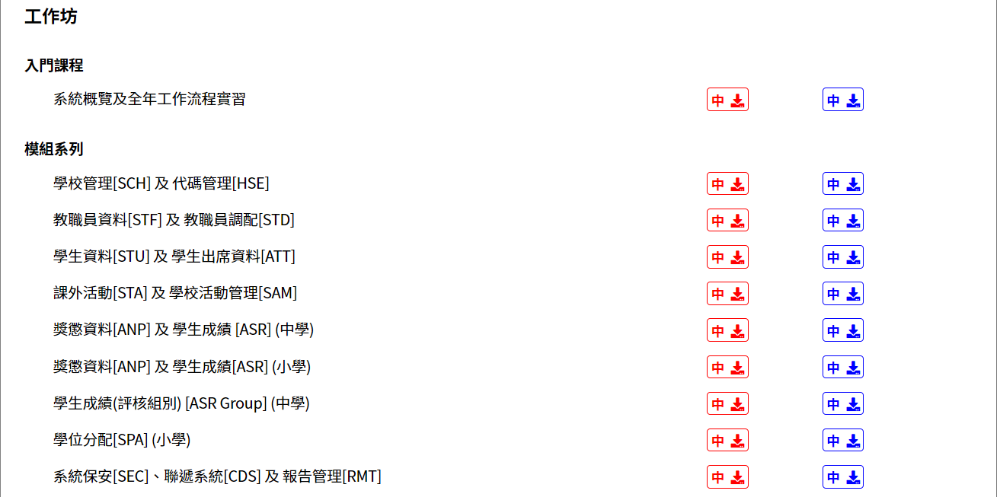 工作坊
入門課程
系統概覽及全年工作流程實習 中 中
模組系列
學校管理[SCH] 及 代碼管理[HSE] 中 中
教職員資料[STF] 及 教職員調配[STD] 中 中
學生資料[STU] 及 學生出席資料[ATT] 中 中
課外活動[STA] 及 學校活動管理[SAM] 中 中
獎懲資料[ANP] 及 學生成績 [ASR] (中學) 中 中
獎懲資料[ANP] 及 學生成績[ASR] (小學) 中 中
學生成績(評核組別) [ASR Group] (中學) 中 中
學位分配[SPA] (小學) 中 中
系統保安[SEC]、聯遞系統[CDS] 及 報告管理[RMT] 中 中